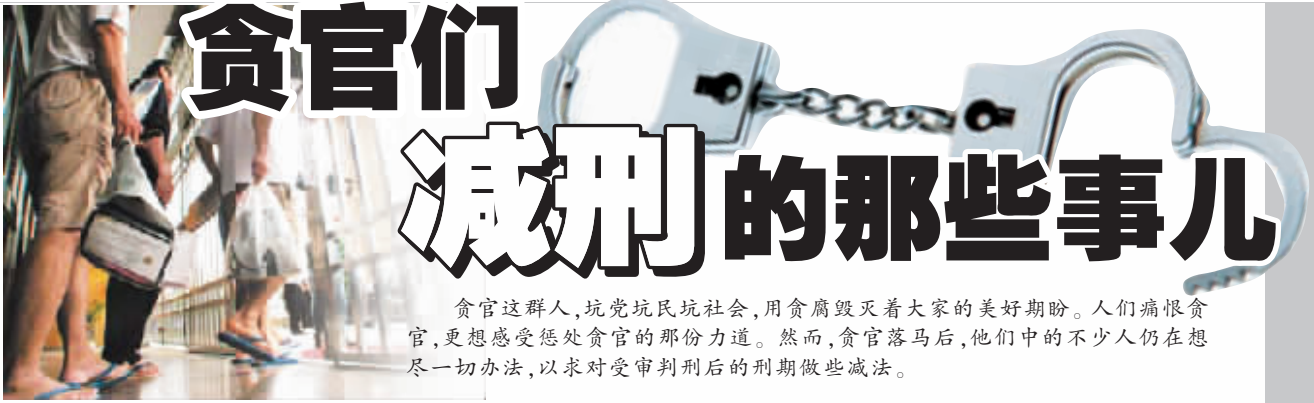 贪官们
减刑的那些事儿
贪官这群人,坑党坑民坑社会,用贪腐毁灭着大家的美好期盼。人们痛恨贪
官,更想感受惩处贪官的那份力道。然而,贪官落马后,他们中的不少人仍在想
尽一切办法,以求对受审判刑后的刑期做些减法。